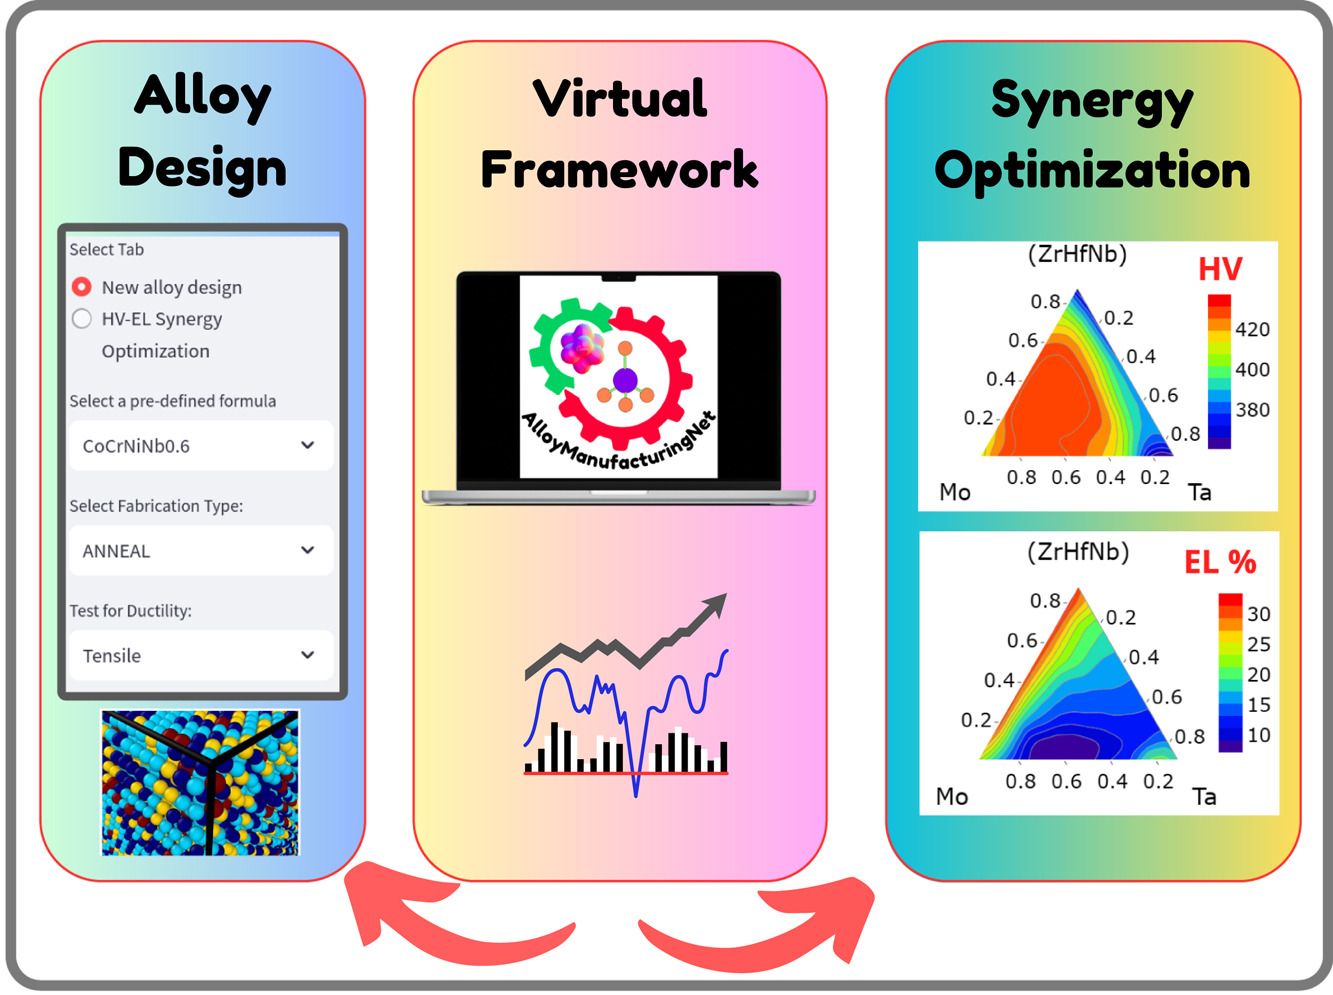 Alloy
Design
Select Tab
New alloy design
HV-EL Synergy
Optimization
Select a pre-defined formula
CoCrNiNb0.6
Select Fabrication Type:
ANNEAL
Test for Ductility:
Tensile
Virtual
Framework
AlloyManufacturingNet
Synergy
Optimization
(ZrHfNb)
HV
0.8
0.2
420
0.6
0.4
400
0.4
0.6
380
0.2
0.8
0.8 0.6 0.4 0.2
Mo Ta
(ZrHfNb)
EL %
0.8
0.2
30
0.6
25
0.4
20
0.4
0.6
15
0.2
0.8
10
0.8 0.6 0.4 0.2
Mo Ta